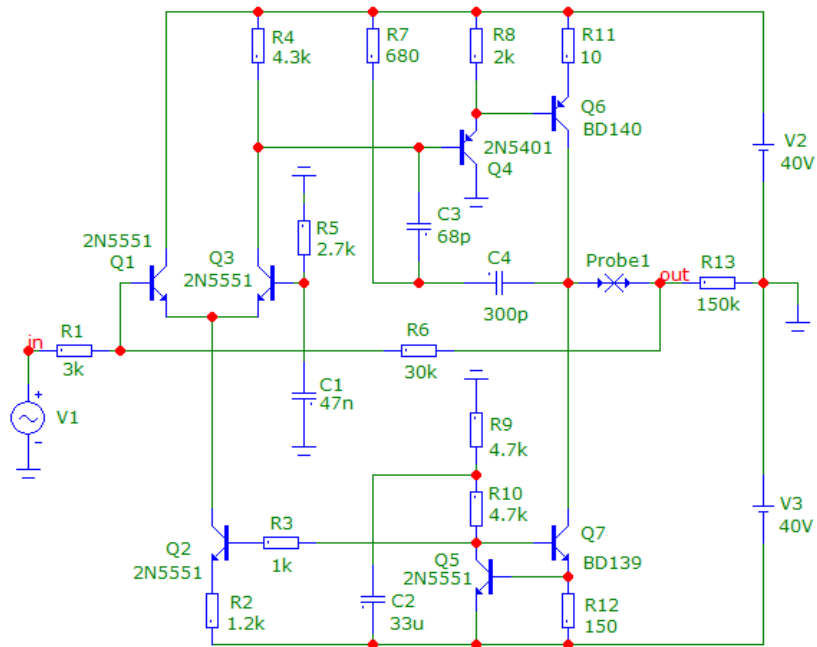 R4
4.3k
R7
680
R8
2k
R11
10
Q6
BD140
V2
40V
2N5401
Q4
C3
68p
R5
2.7k
2N5551
Q1
Q3
2N5551
C4
300p
Probe1
out
R13
150k
in
R1
3k
R6
30k
C1
47n
V1
+
−
R9
4.7k
R10
4.7k
Q2
2N5551
R3
1k
Q5
2N5551
Q7
BD139
V3
40V
R2
1.2k
C2
33u
R12
150